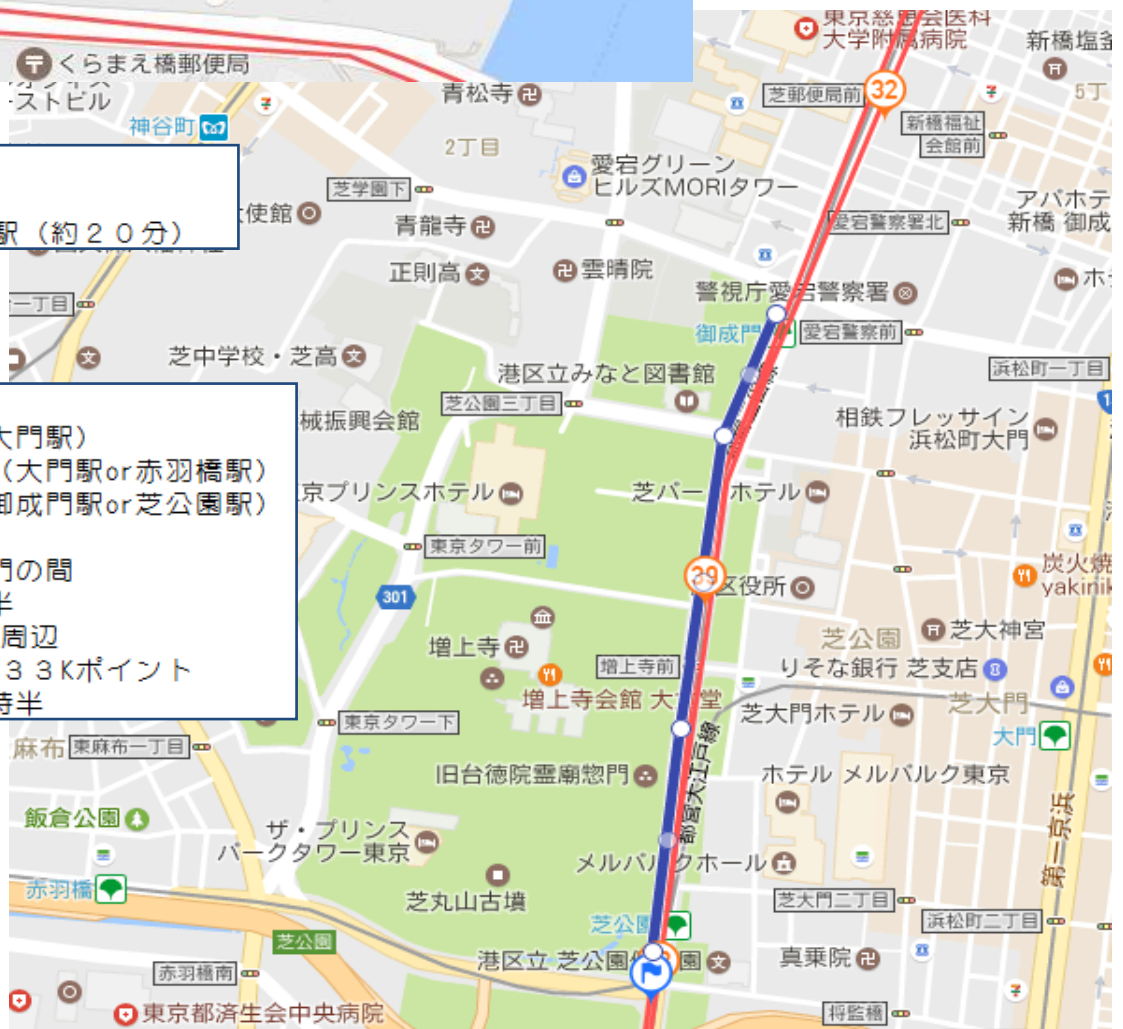 くらまえ橋郵便局
ーストビル
神谷町
青松寺
2丁目
東京慈恵会医科
大学附属病院
新橋塩釜
芝郵便局前
32
5丁
新橋福祉
会館前
愛宕グリーン
ヒルズMORIタワー
芝学園下
使館
青龍寺
駅(約20分)
アパホテ
新橋 御成
愛宕警察署北
正則高
雲晴院
警視庁愛宕警察署
ホ
一丁目
御成門
愛宕警察前
芝中学校・芝高
港区立みなと図書館
浜松町一丁目
芝公園三丁目
械振興会館
相鉄フレッサイン
浜松町大門
大門駅)
(大門駅or赤羽橋駅)
御成門駅or芝公園駅)
京プリンスホテル
芝パー
ホテル
東京タワー前
門の間
半
周辺
33Kポイント
時半
39
区役所
炭火焼
yakinik
301
増上寺
芝公園
芝大神宮
増上寺前
りそな銀行 芝支店
増上寺会館 大
堂
芝大門ホテル
芝大門
東京タワー下
大門
麻布
東麻布一丁目
旧台徳院霊廟惣門
都営大江戸線
ホテル メルパルク東京
飯倉公園
ザ・プリンス
パークタワー東京
メルパルクホール
第一京浜
赤羽橋
芝丸山古墳
芝大門二丁目
芝公園
浜松町二丁目
芝公園
港区立 芝公園
園
真乗院
赤羽橋南
東京都済生会中央病院
将監橋